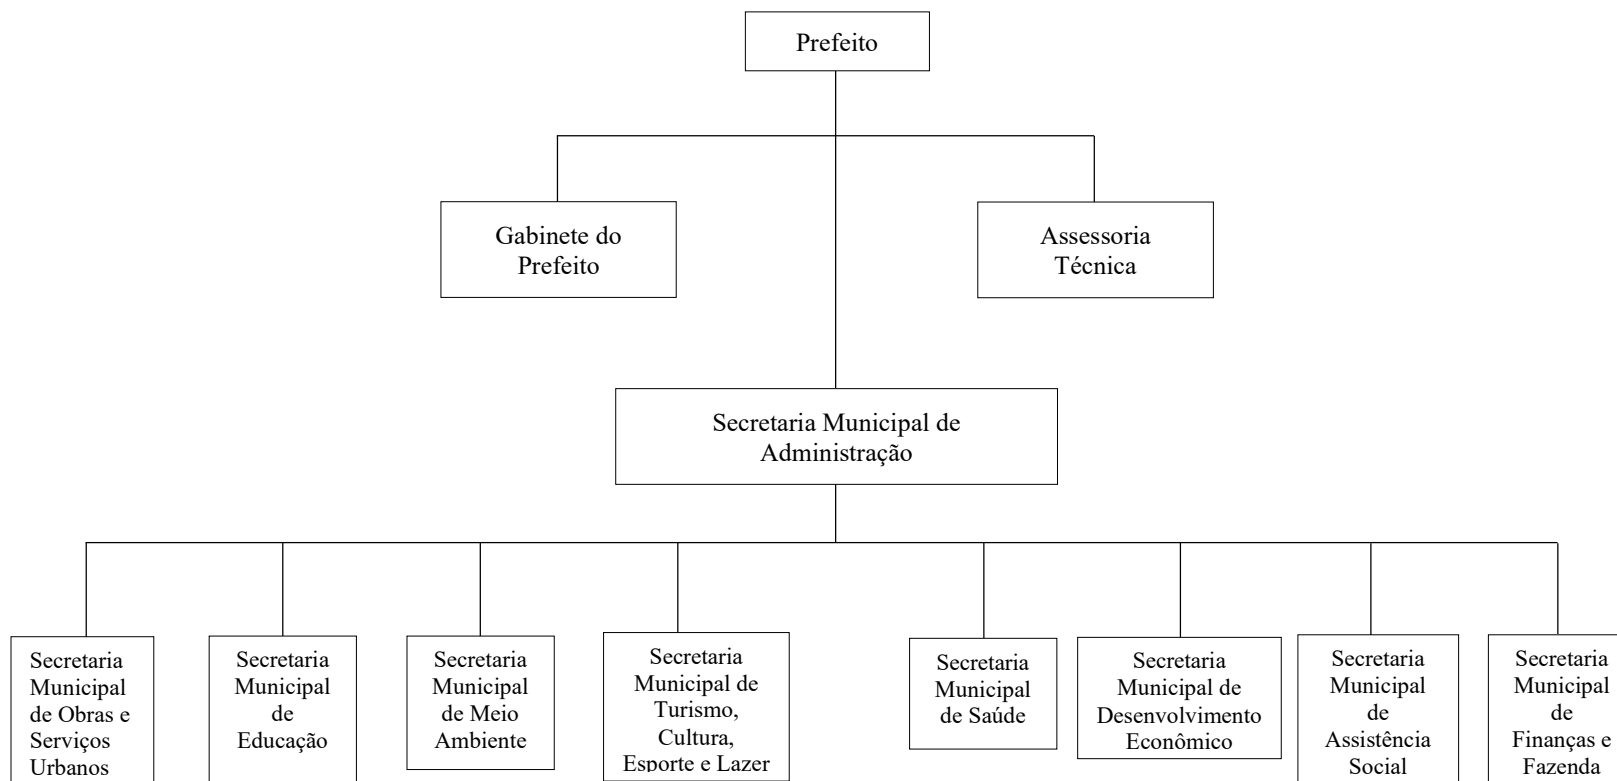 Prefeito
Gabinete do
Prefeito
Assessoria
Técnica
Secretaria Municipal de
Administração
Secretaria
Municipal
de Obras e
Serviços
Urbanos
Secretaria
Municipal
de
Educação
Secretaria
Municipal
de Meio
Ambiente
Secretaria
Municipal de
Turismo,
Cultura,
Esporte e Lazer
Secretaria
Municipal
de Saúde
Secretaria
Municipal de
Desenvolvimento
Econômico
Secretaria
Municipal
de
Assistência
Social
Secretaria
Municipal
de
Finanças e
Fazenda